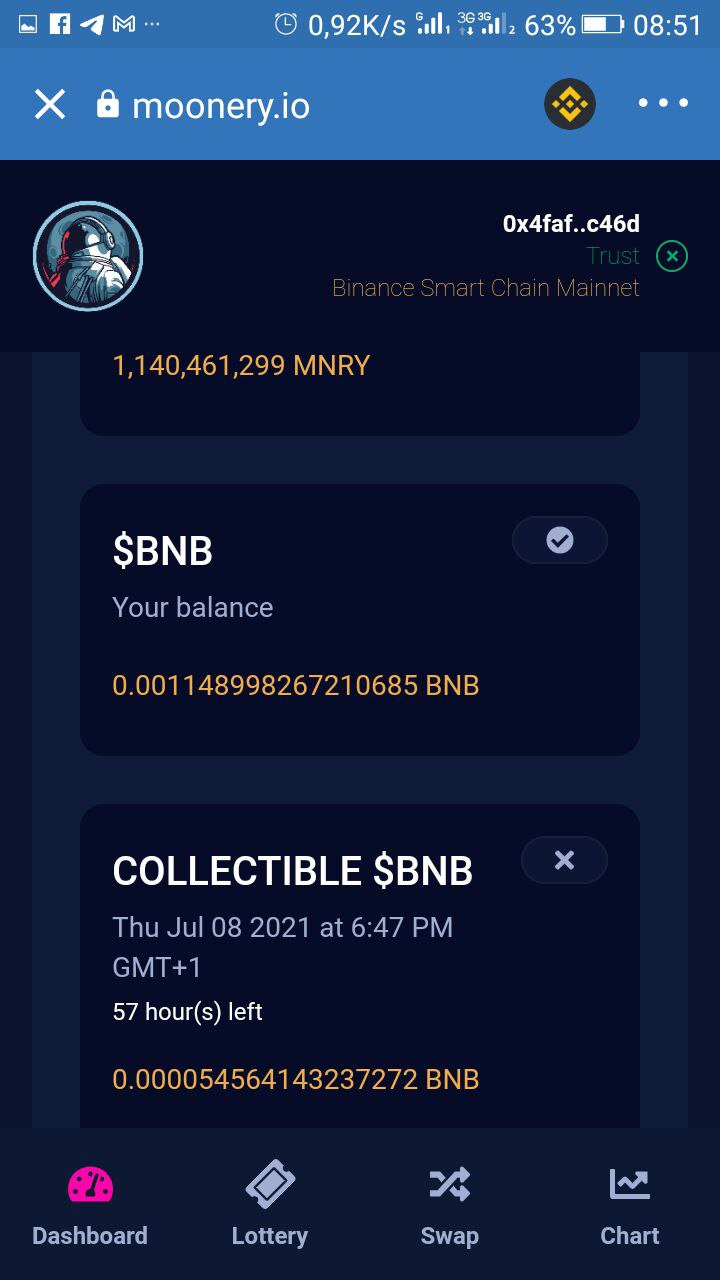 0,92K/s G 1 3G 3G 2 63% 08:51
moonery.io
0x4faf..c46d
Trust
Binance Smart Chain Mainnet
1,140,461,299 MNRY
$BNB
Your balance
0.001148998267210685 BNB
COLLECTIBLE $BNB
Thu Jul 08 2021 at 6:47 PM
GMT+1
57 hour(s) left
0.000054564143237272 BNB
Dashboard Lottery Swap Chart